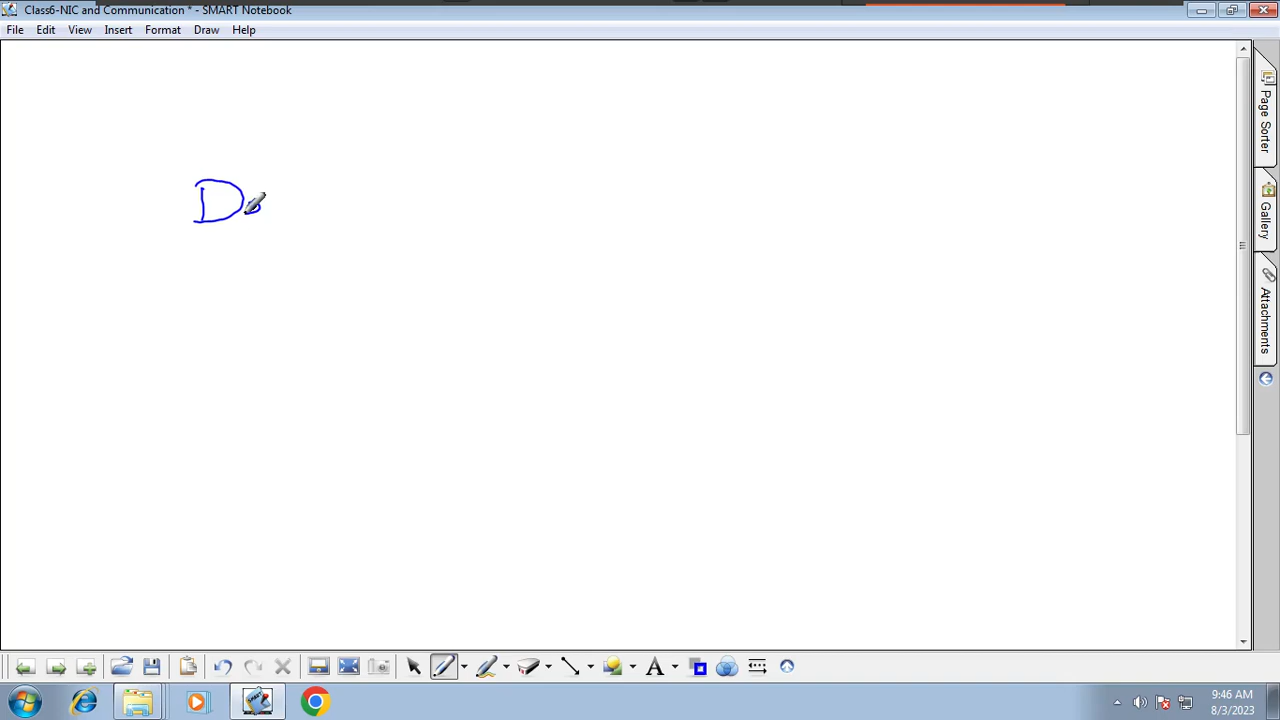 Class6-NIC and Communication * - SMART Notebook
File Edit View Insert Format Draw Help
Page Sorter
Gallery
Attachments
D
A
9:46 AM
8/3/2023